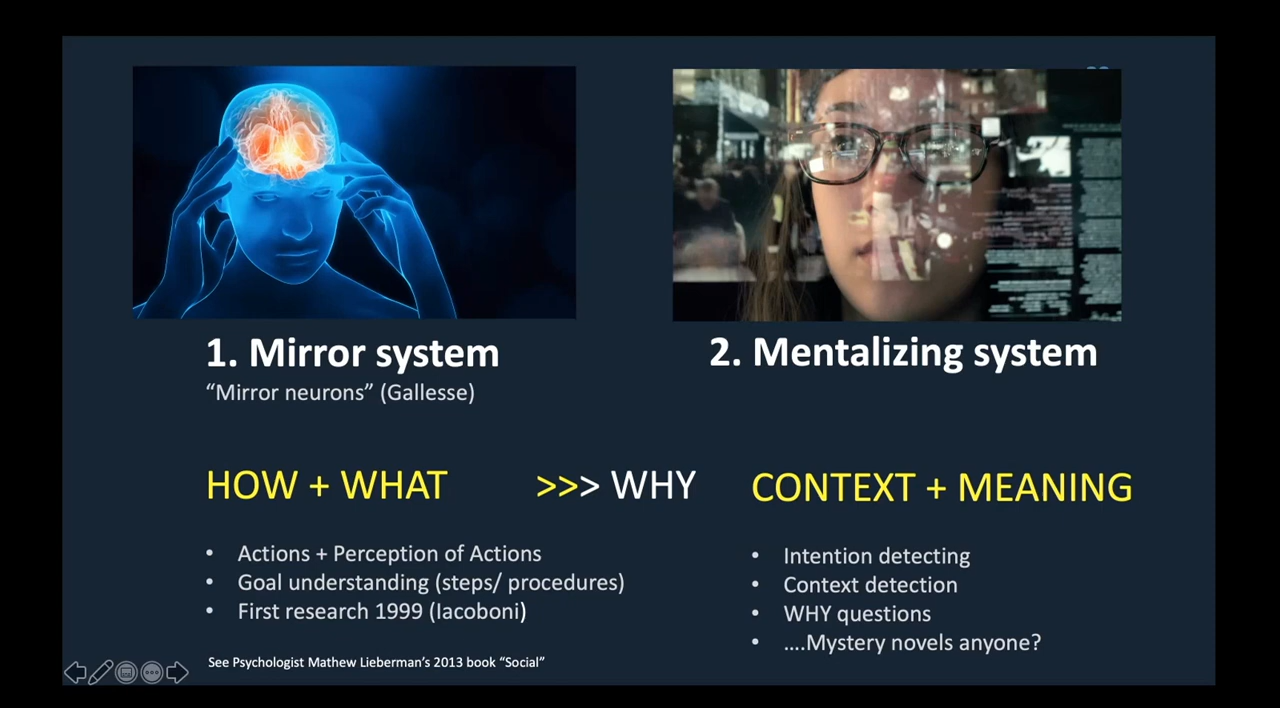 1. Mirror system
“Mirror neurons” (Gallesse)
HOW + WHAT
>>> WHY
• Actions + Perception of Actions
• Goal understanding (steps/ procedures)
• First research 1999 (Iacoboni)
See Psychologist Mathew Lieberman’s 2013 book “Social”
2. Mentalizing system
CONTEXT + MEANING
• Intention detecting
• Context detection
• WHY questions
• ....Mystery novels anyone?